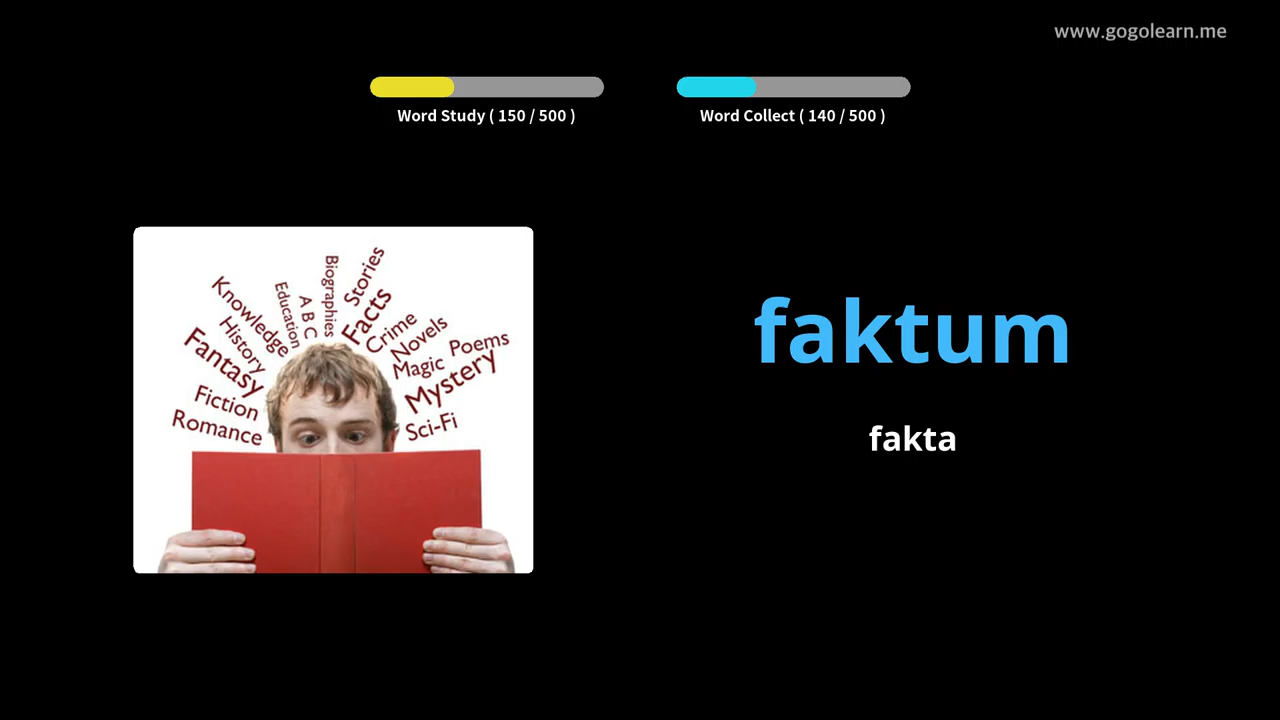 www.gogolearn.me
Word Study ( 150 / 500 )
Word Collect ( 140 / 500 )
Knowledge
Education
A B C
Biographies
Stories
Facts
Crime
Novels
Poems
History
Fantasy
Magic
Mystery
Fiction
Romance
Sci-Fi
faktum
fakta